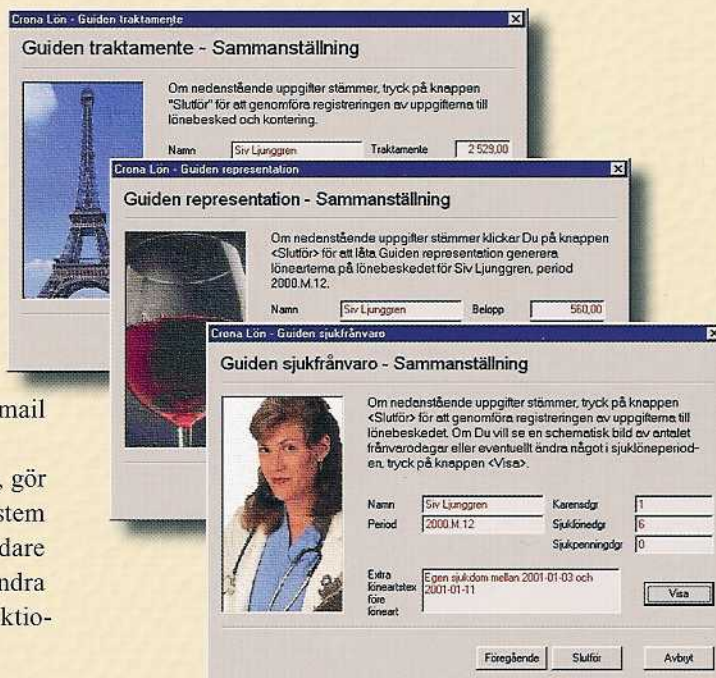 Crona Lön - Guiden traktamente
Guiden traktamente - Sammanställning
Om nedanstående uppgifter stämmer, tryck på knappen
"Slutför" för att genomföra registreringen av uppgifterna till
lönebesked och kontering.
Namn Siv Ljunggren Traktamente 2 529,00
Crona Lön - Guiden representation
Guiden representation - Sammanställning
Om nedanstående uppgifter stämmer klickar Du på knappen
<Slutför> för att låta Guiden representation generera
lönearterna på lönebeskedet för Siv Ljunggren, period
2000.M.12.
Namn Siv Ljunggren Belopp 560,00
Crona Lön - Guiden sjukfrånvaro
Guiden sjukfrånvaro - Sammanställning
Om nedanstående uppgifter stämmer, tryck på knappen
<Slutför> för att genomföra registreringen av uppgifterna till
lönebeskedet. Om Du vill se en schematisk bild av antalet
frånvarodagar eller eventuellt ändra något i sjuklöneperiod-
en, tryck på knappen <Visa>.
Namn Siv Ljunggren Karensdgr 1
Period 2000.M.12 Sjuklönedgr 6
Sjukpenningdgr 0
Extra
löneartstex
före
löneart
Egen sjukdom mellan 2001-01-03 och
2001-01-11
Visa
Föregående Slutför Avbryt
mail
, gör
stem
dare
ndra
ktio-